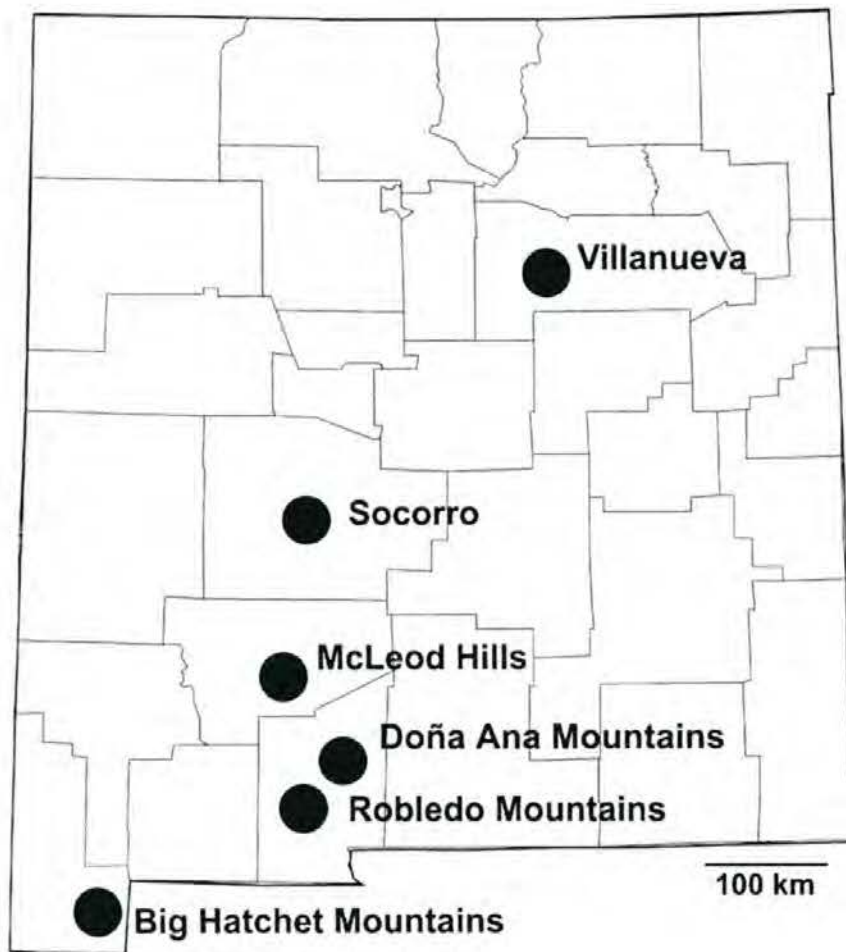 Villanueva
Socorro
McLeod Hills
Doña Ana Mountains
Robledo Mountains
100 km
Big Hatchet Mountains